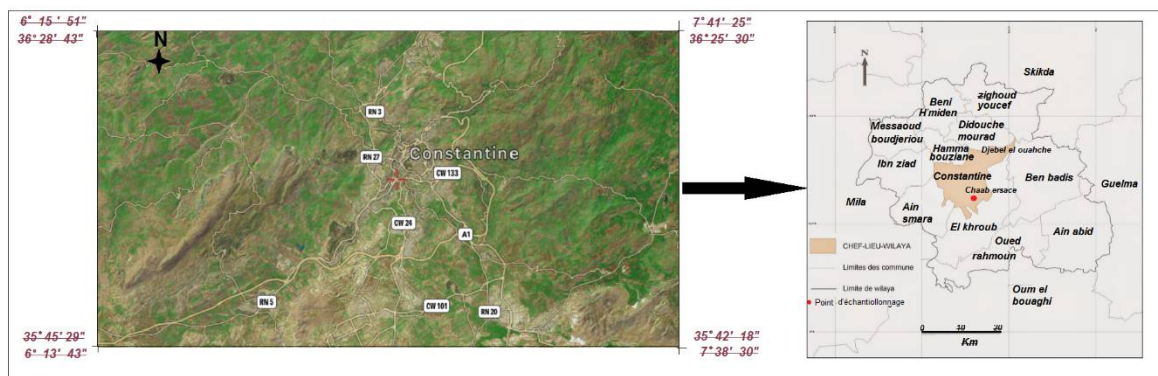 6° 15' 51"
36° 28' 43"
N
7° 41' 25"
36° 25' 30"
RN 3
RN 27
Constantine
CW 133
CW 24
A1
RN 5
CW 101
RN 20
35° 45' 29"
6° 13' 43"
35° 42' 18"
7° 38' 30"
N
Skikda
Beni
H'miden
zighoud
youcef
Messaoud
boudjeriou
Didouche
mourad
Hamma
bouziane
Djebel el ouahche
Ibn ziad
Constantine
Ben badis
Chaab ersace
Guelma
Mila
Ain
smara
El khroub
Ain abid
Oued
rahmoun
CHEF-LIEU-WILAYA
Limites des commune
Limite de wilaya
Point d'échantiollonnage
Oum el
bouaghi
0 10 20
Km